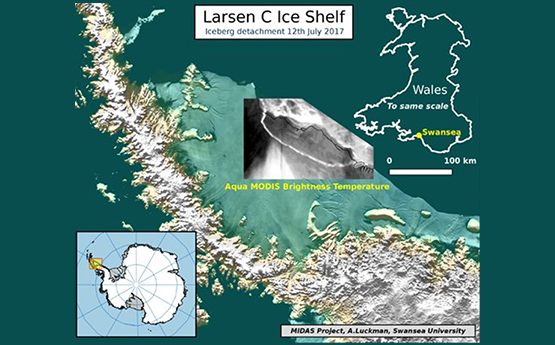 Larsen C Ice Shelf
Iceberg detachment 12th July 2017
Wales
To same scale
Swansea
0 100 km
Aqua MODIS Brightness Temperature
MIDAS Project, A.Luckman, Swansea University